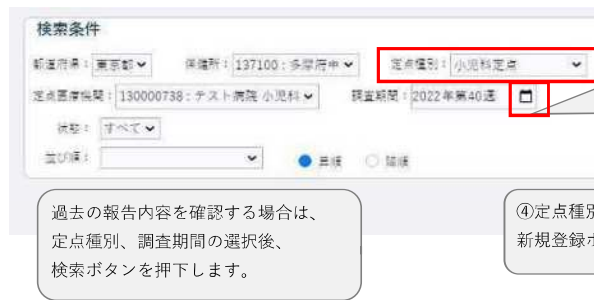 検索条件
都道府県： 東京都 保健所： 137100：多摩府中 定点種別： 小児科定点
定点医療機関： 130000738：テスト病院 小児科 調査期間： 2022年第40週
状態： すべて
並び順： 昇順 降順
過去の報告内容を確認する場合は、
定点種別、調査期間の選択後、
検索ボタンを押下します。
④定点種別
新規登録ボ